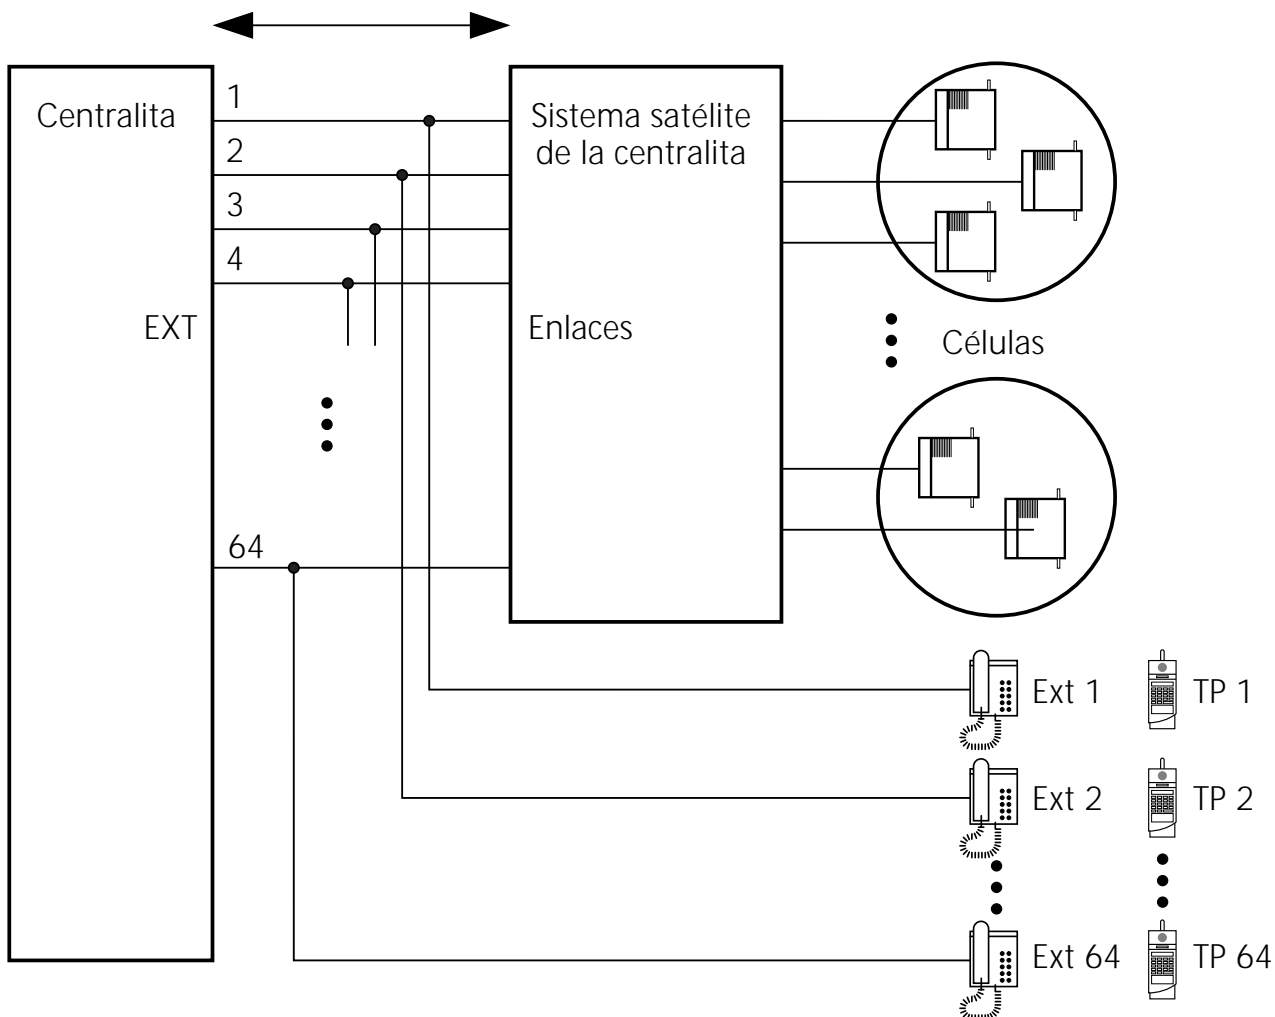 Centralita
1
2
3
4
EXT
64
Sistema satélite
de la centralita
Enlaces
Células
Ext 1
TP 1
Ext 2
TP 2
Ext 64
TP 64